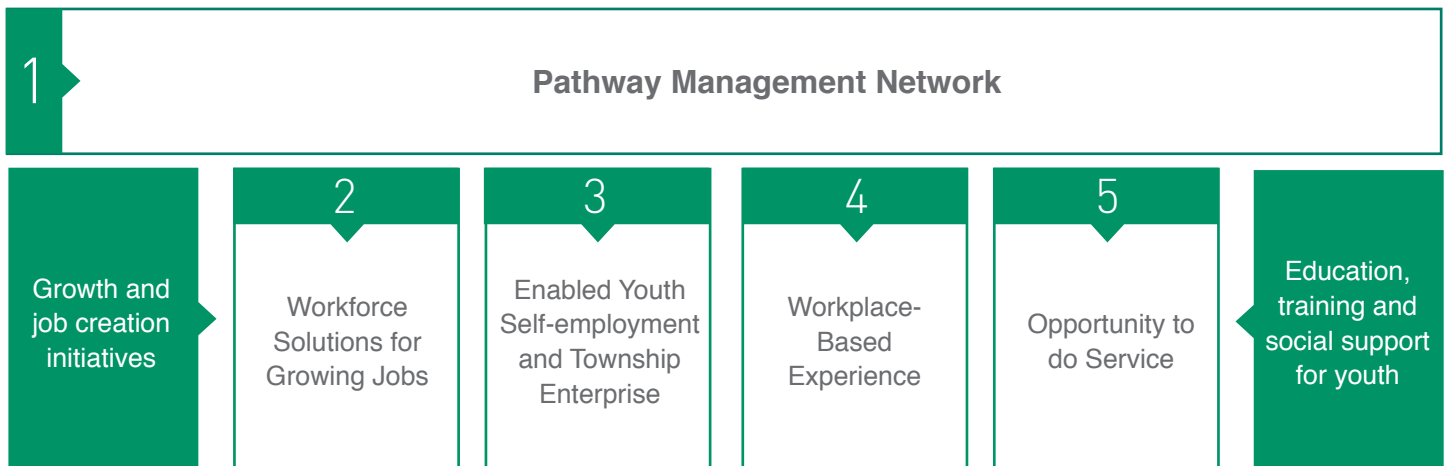 1
Pathway Management Network
Growth and
job creation
initiatives
2
Workforce
Solutions for
Growing Jobs
3
Enabled Youth
Self-employment
and Township
Enterprise
4
Workplace-
Based
Experience
5
Opportunity to
do Service
Education,
training and
social support
for youth